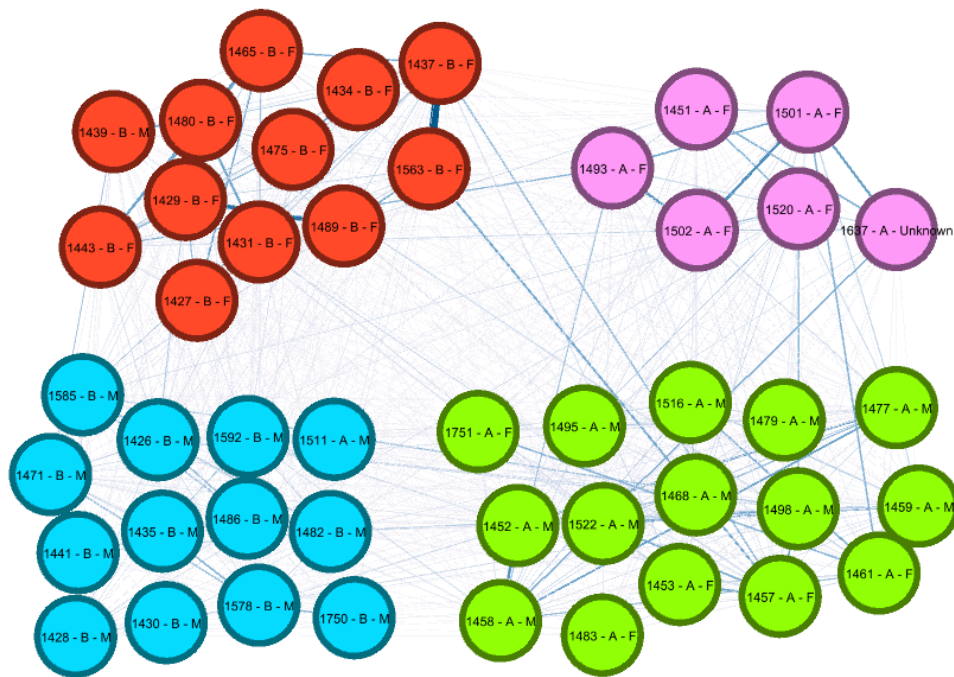 1465 - B - F
1437 - B - F
1434 - B - F
1439 - B - M
1480 - B - F
1475 - B - F
1563 - B - F
1429 - B - F
1443 - B - F
1431 - B - F
1489 - B - F
1427 - B - F
1451 - A - F
1501 - A - F
1493 - A - F
1520 - A - F
1502 - A - F
1637 - A - Unknown
1585 - B - M
1426 - B - M
1592 - B - M
1511 - A - M
1471 - B - M
1435 - B - M
1486 - B - M
1482 - B - M
1441 - B - M
1428 - B - M
1430 - B - M
1578 - B - M
1750 - B - M
1751 - A - F
1495 - A - M
1516 - A - M
1479 - A - M
1477 - A - M
1452 - A - M
1522 - A - M
1468 - A - M
1498 - A - M
1459 - A - M
1453 - A - F
1457 - A - F
1461 - A - F
1458 - A - M
1483 - A - F